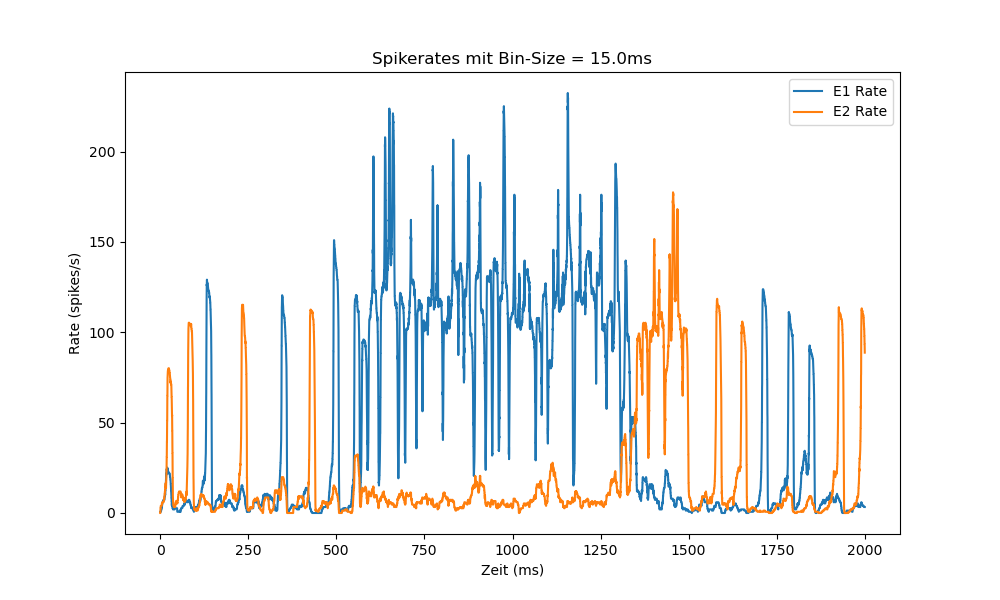 Spikerates mit Bin-Size = 15.0ms
E1 Rate
E2 Rate
Rate (spikes/s)
200
150
100
50
0
0 250 500 750 1000 1250 1500 1750 2000
Zeit (ms)